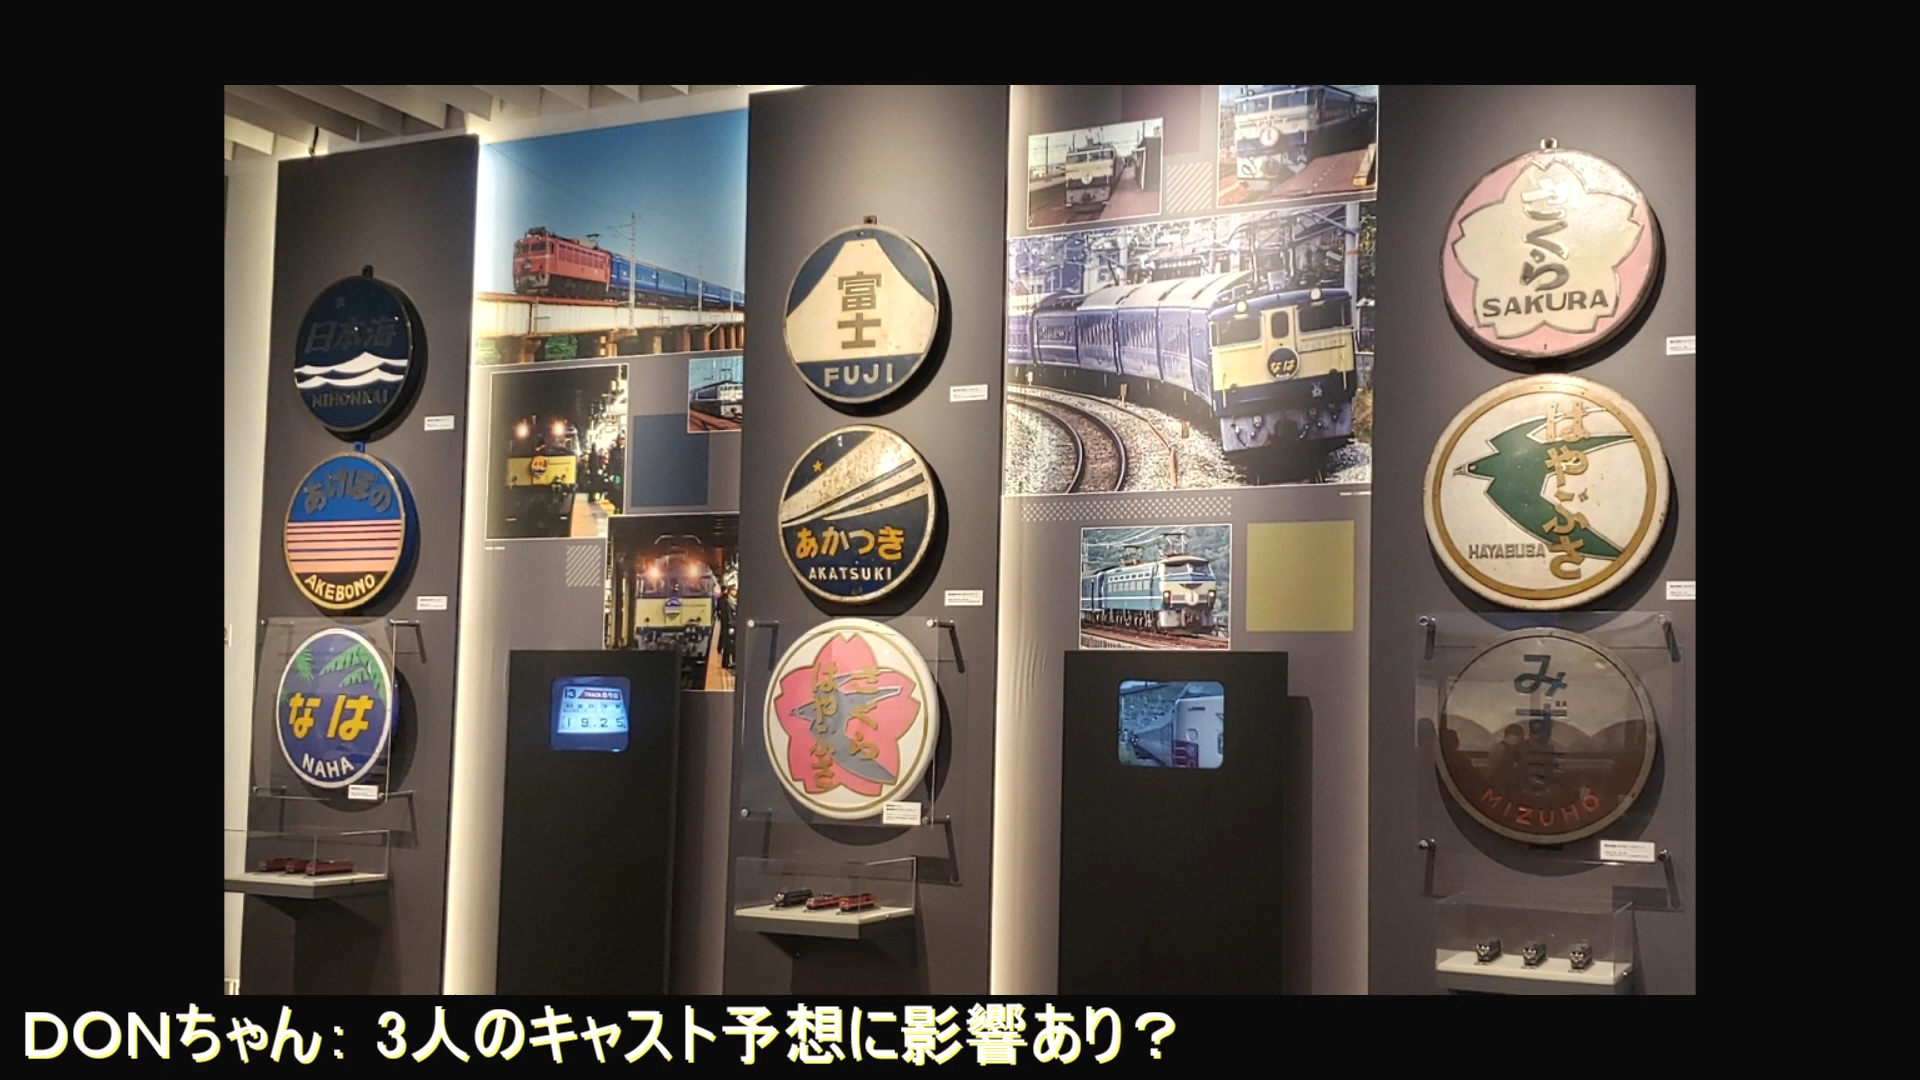 日本海
NIHONKAI
あけぼの
AKEBONO
なは
NAHA
富士
FUJI
あかつき
AKATSUKI
さくら
はやぶさ
なは
さくら
SAKURA
はやぶさ
HAYABUSA
みずほ
MIZUHO
19:25
DONちゃん: 3人のキャスト予想に影響あり?